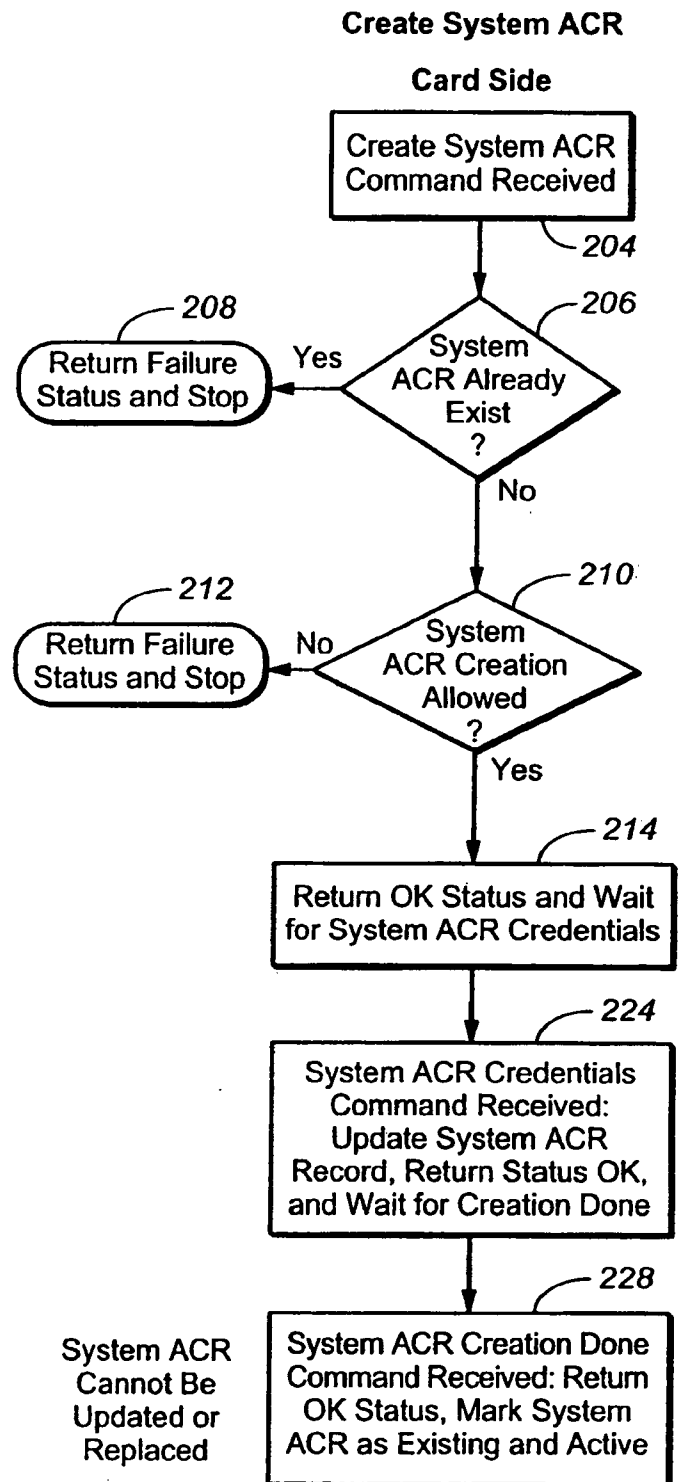 Create System ACR
Card Side
Create System ACR
Command Received
204
206
208
System
ACR Already
Exist
?
Yes
Return Failure
Status and Stop
No
210
212
System
ACR Creation
Allowed
?
No
Return Failure
Status and Stop
Yes
214
Return OK Status and Wait
for System ACR Credentials
224
System ACR Credentials
Command Received:
Update System ACR
Record, Return Status OK,
and Wait for Creation Done
228
System ACR Creation Done
Command Received: Return
OK Status, Mark System
ACR as Existing and Active
System ACR
Cannot Be
Updated or
Replaced